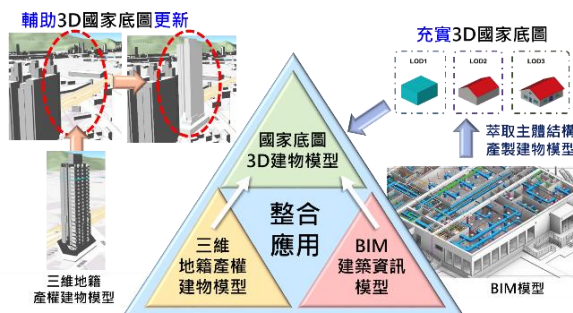 輔助3D國家底圖更新
充實3D國家底圖
LOD1
LOD2
LOD3
萃取主體結構
產製建物模型
國家底圖
3D建物模型
整合
應用
三維
地籍產權
建物模型
BIM
建築資訊
模型
三維地籍
產權建物模型
BIM模型